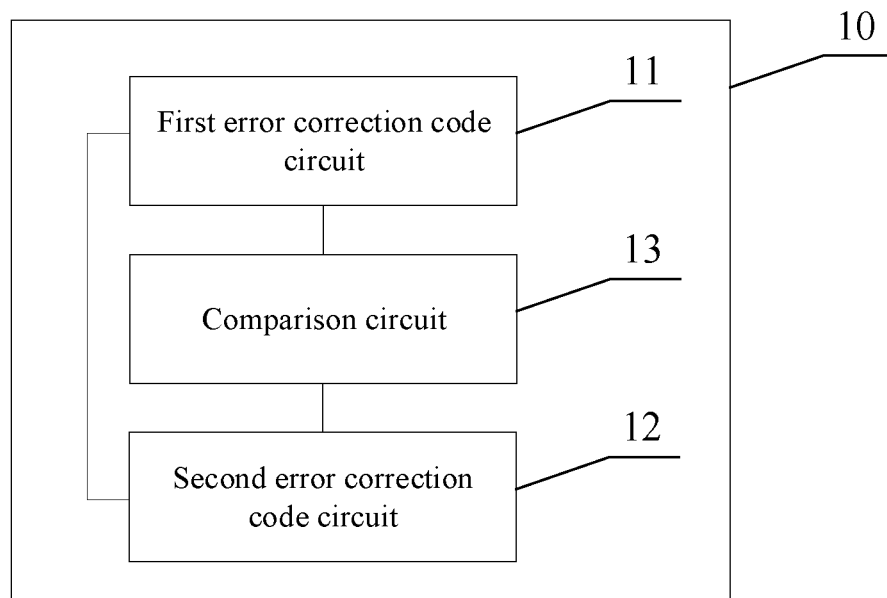 10
11
First error correction code
circuit
13
Comparison circuit
12
Second error correction
code circuit